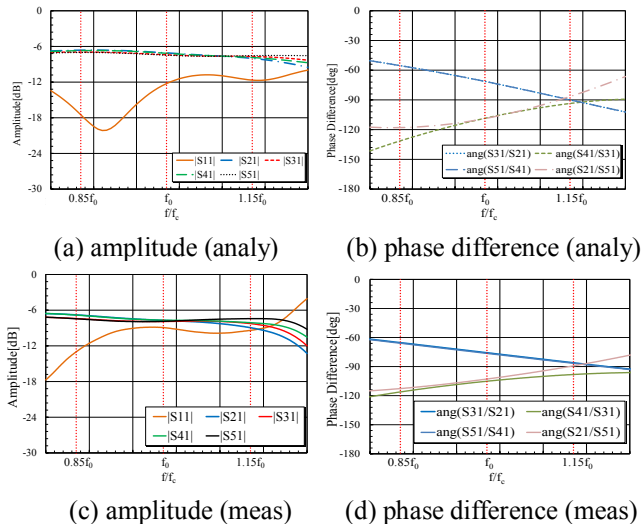 0
-6
-12
-18
-24
-30
Amplitude[dB]
|S11| |S21| |S31|
|S41| |S51|
0.85f0 f0 1.15f0
f/fc
(a) amplitude (analy)
0
-30
-60
-90
-120
-150
-180
Phase Difference[deg]
ang(S31/S21) ang(S41/S31)
ang(S51/S41) ang(S21/S51)
0.85f0 f0 1.15f0
f/fc
(b) phase difference (analy)
0
-6
-12
-18
-24
-30
Amplitude[dB]
|S11| |S21| |S31|
|S41| |S51|
0.85f0 f0 1.15f0
f/fc
(c) amplitude (meas)
0
-30
-60
-90
-120
-150
-180
Phase Difference[deg]
ang(S31/S21) ang(S41/S31)
ang(S51/S41) ang(S21/S51)
0.85f0 f0 1.15f0
f/fc
(d) phase difference (meas)